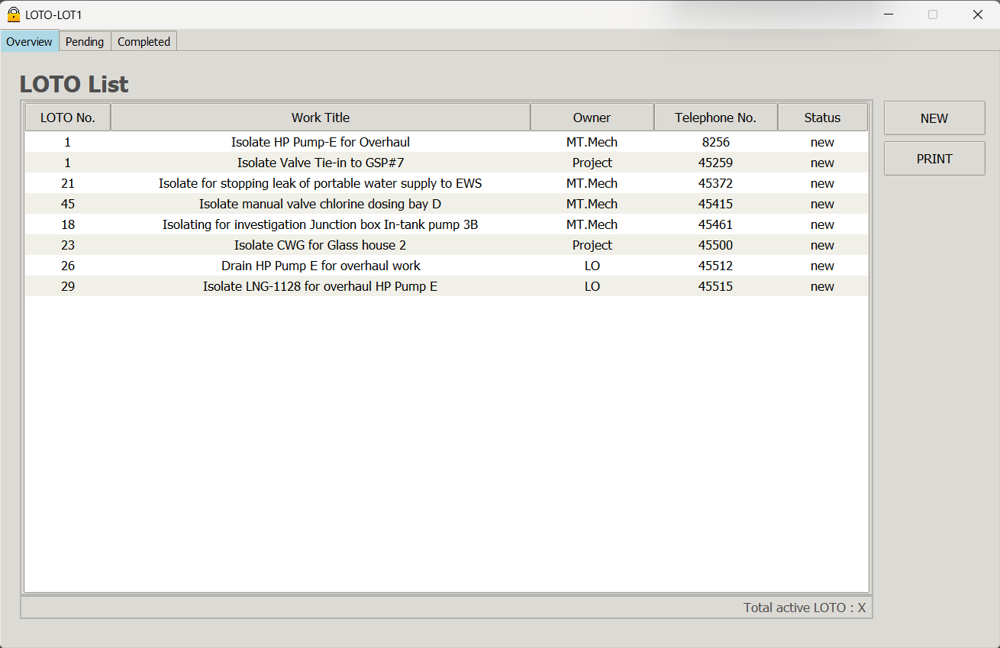 LOTO-LOT1
Overview Pending Completed
LOTO List
LOTO No. Work Title Owner Telephone No. Status
1 Isolate HP Pump-E for Overhaul MT.Mech 8256 new
1 Isolate Valve Tie-in to GSP#7 Project 45259 new
21 Isolate for stopping leak of portable water supply to EWS MT.Mech 45372 new
45 Isolate manual valve chlorine dosing bay D MT.Mech 45415 new
18 Isolating for investigation Junction box In-tank pump 3B MT.Mech 45461 new
23 Isolate CWG for Glass house 2 Project 45500 new
26 Drain HP Pump E for overhaul work LO 45512 new
29 Isolate LNG-1128 for overhaul HP Pump E LO 45515 new
Total active LOTO : X
NEW
PRINT